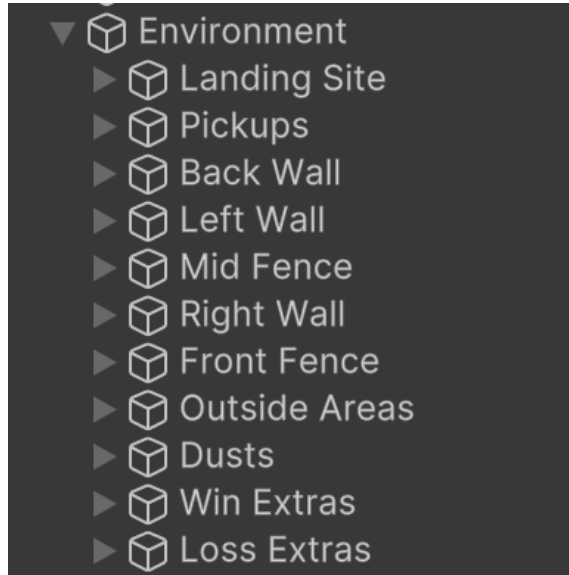 Environment
Landing Site
Pickups
Back Wall
Left Wall
Mid Fence
Right Wall
Front Fence
Outside Areas
Dusts
Win Extras
Loss Extras